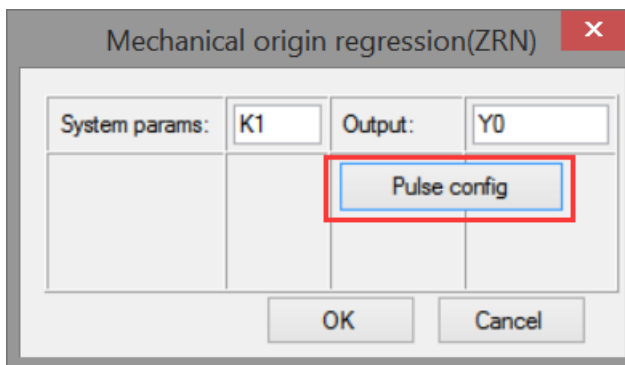 Mechanical origin regression(ZRN)
System params: K1 Output: Y0
Pulse config
OK Cancel